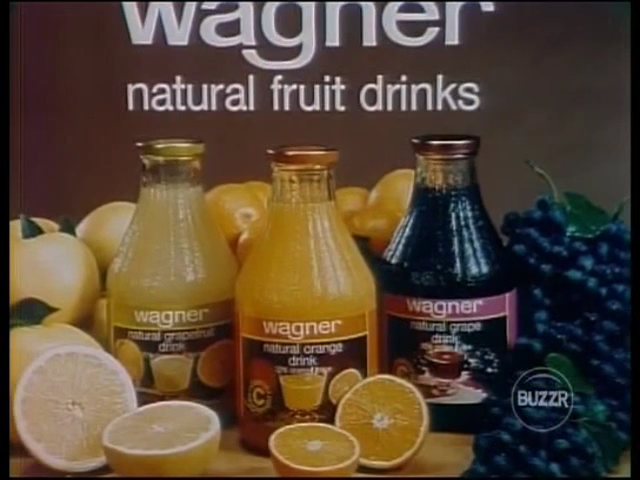 wagner
natural fruit drinks
wagner
natural grapefruit
drink
wagner
natural orange
drink
wagner
natural grape
drink
C
BUZZR